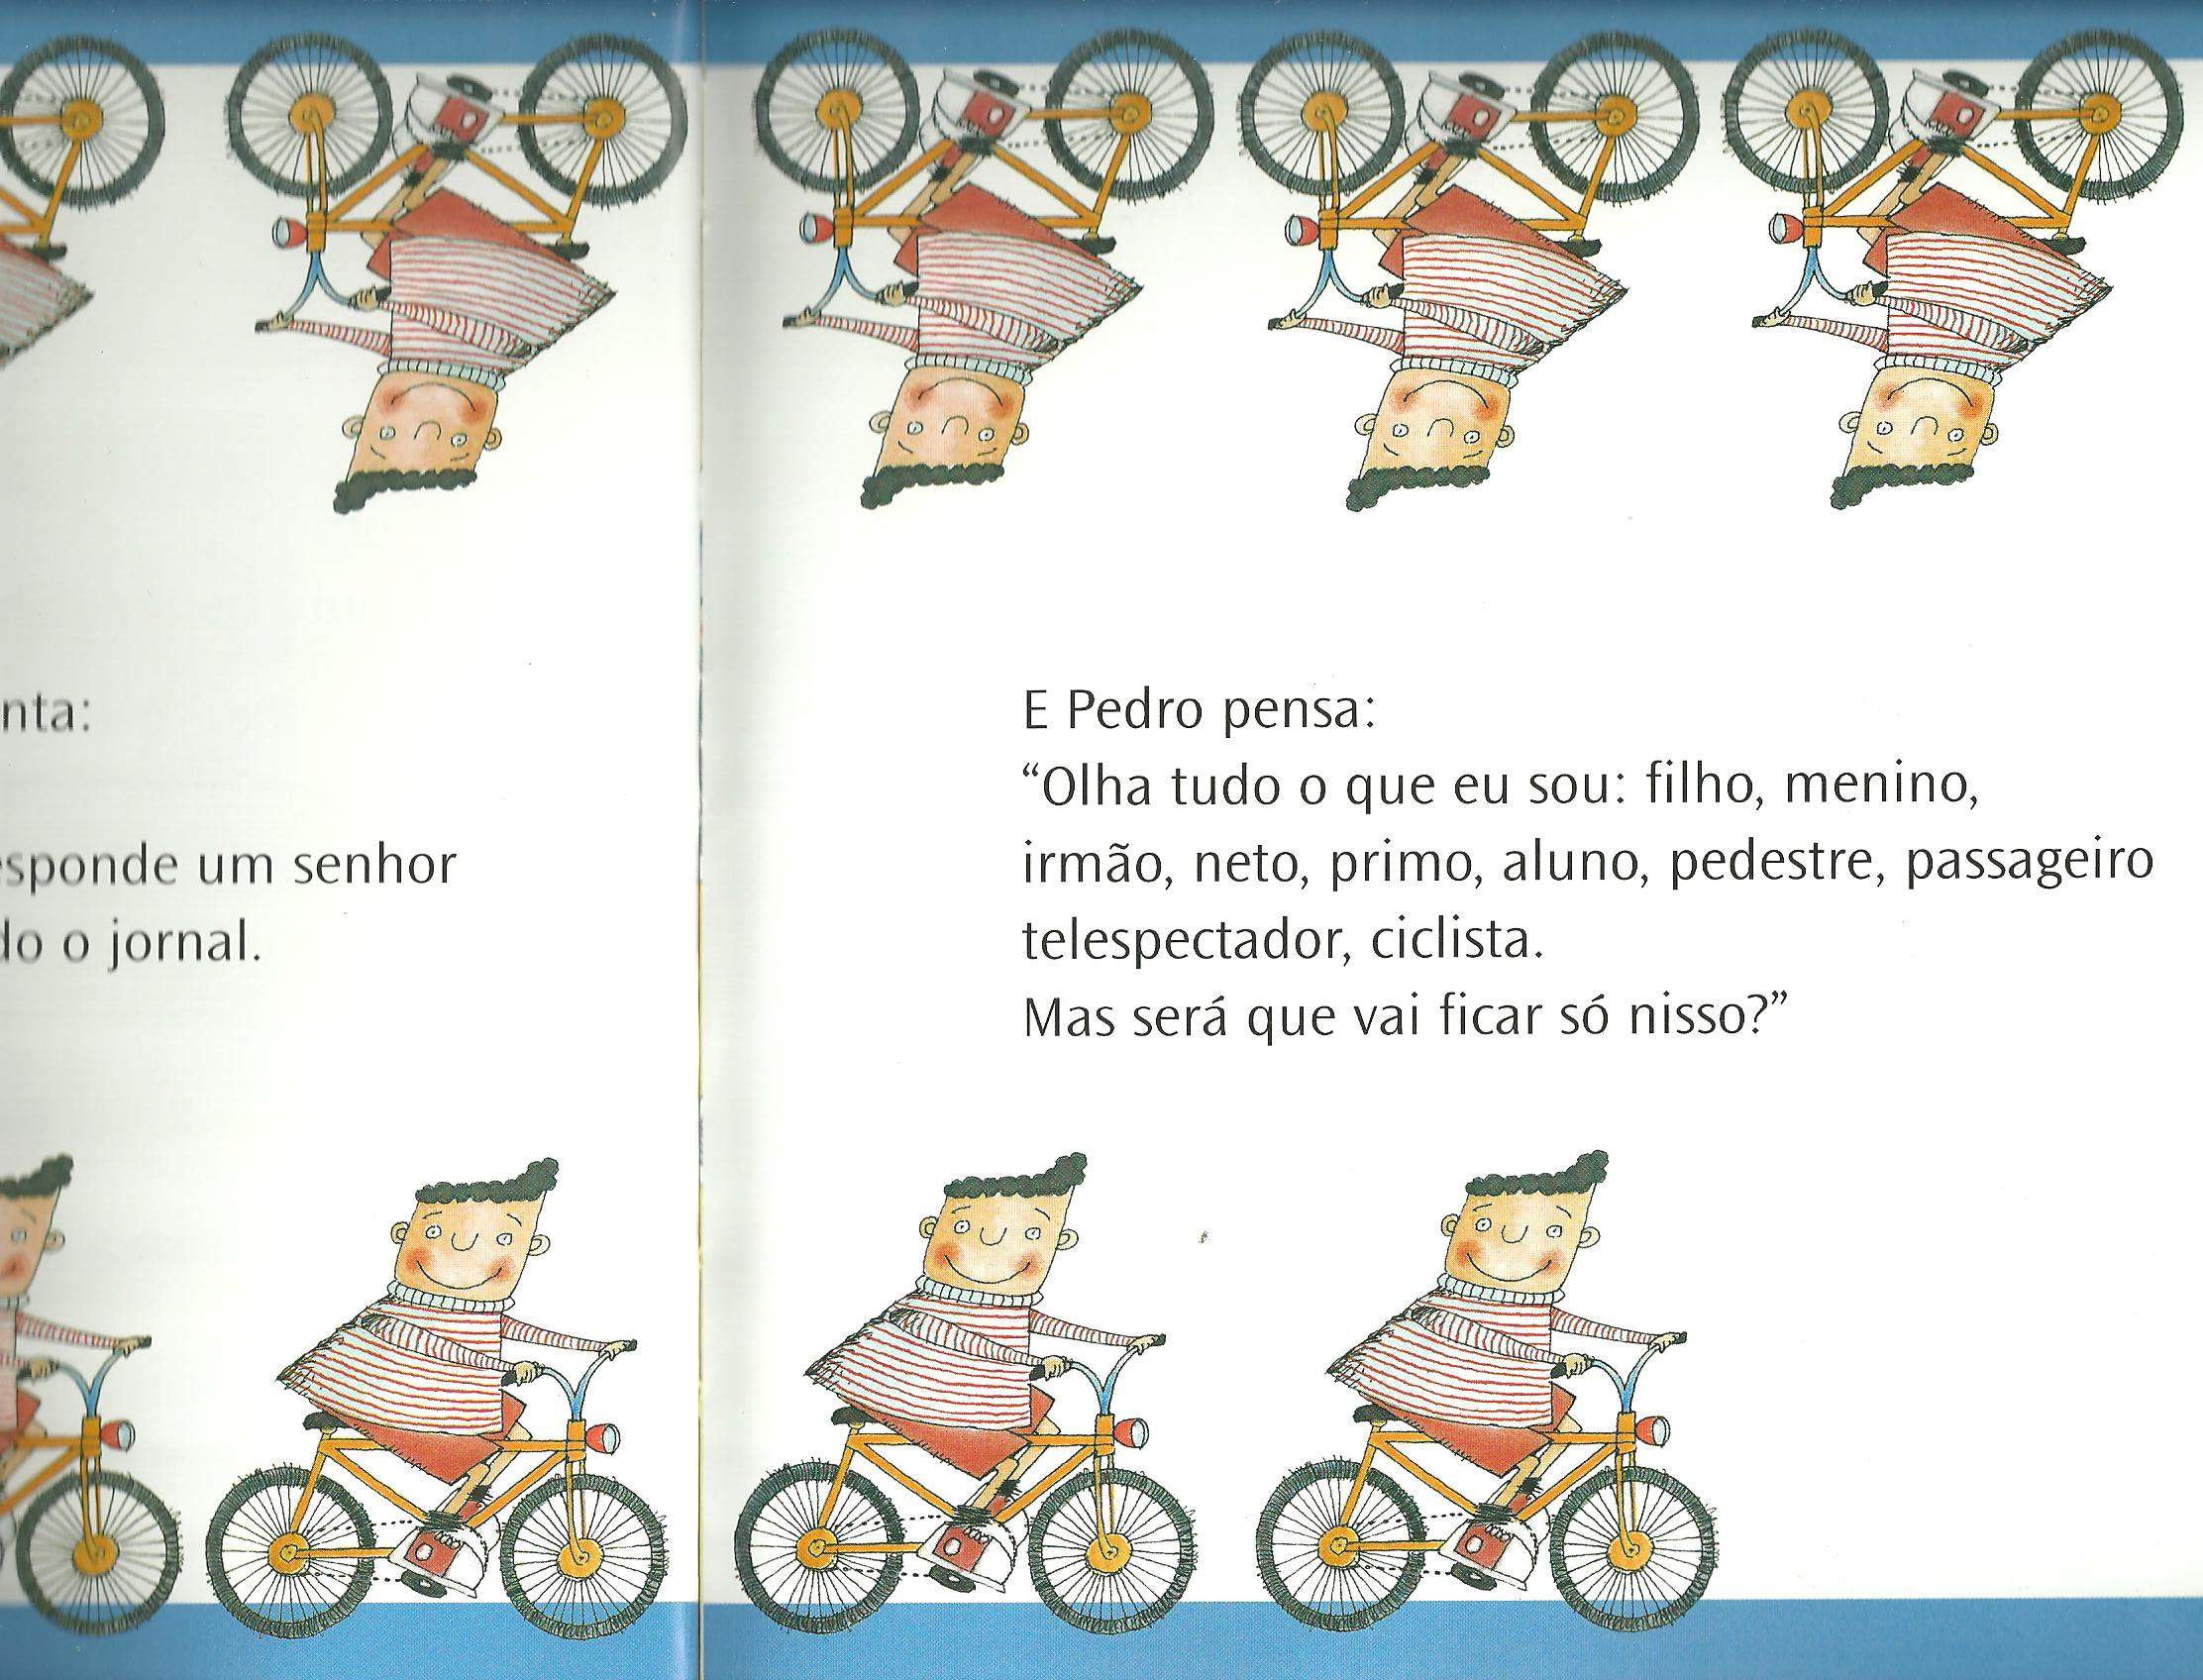 nta:
esponde um senhor
do o jornal.
E Pedro pensa:
“Olha tudo o que eu sou: filho, menino,
irmão, neto, primo, aluno, pedestre, passageiro
telespectador, ciclista.
Mas será que vai ficar só nisso?”